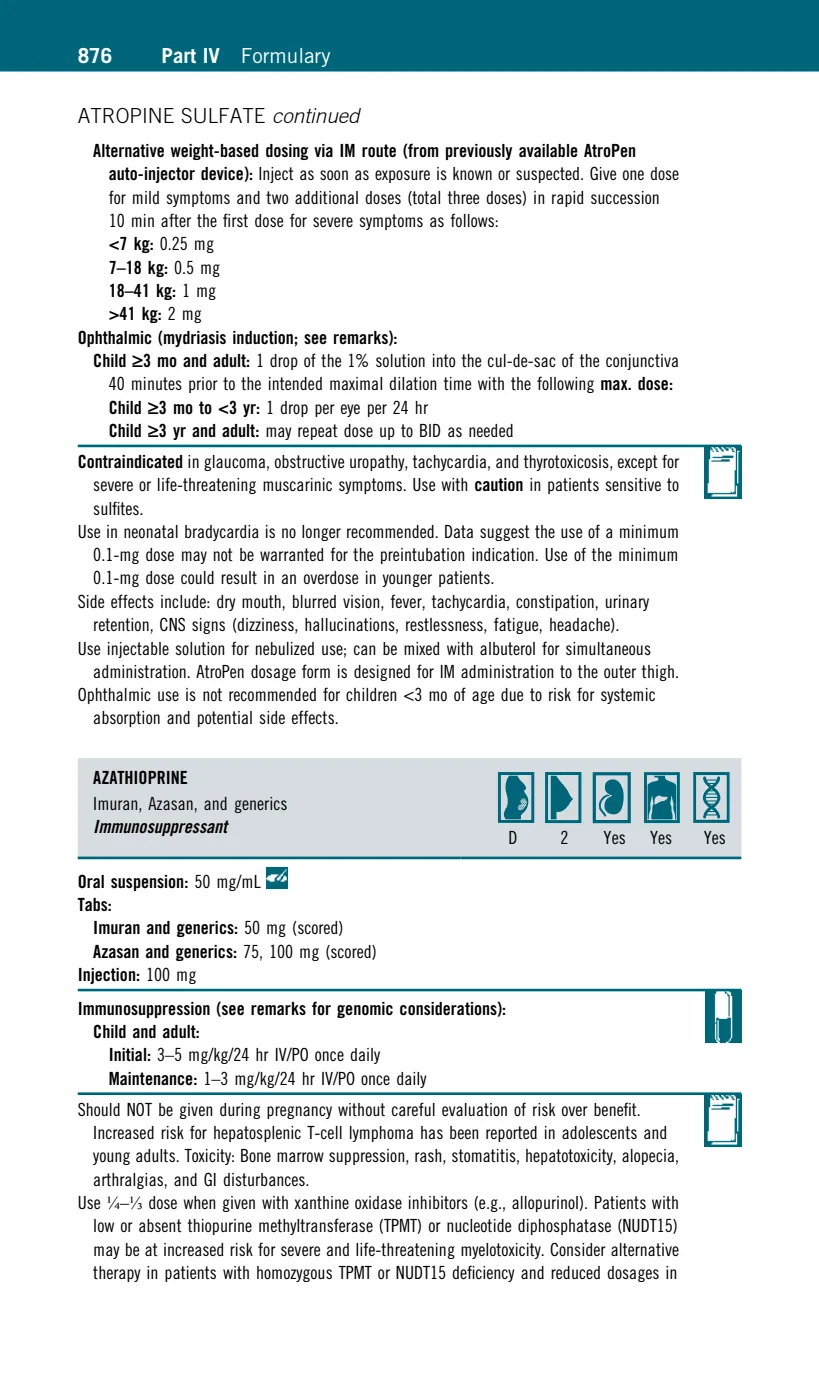 876 Part IV Formulary
ATROPINE SULFATE continued
Alternative weight-based dosing via IM route (from previously available AtroPen
auto-injector device): Inject as soon as exposure is known or suspected. Give one dose
for mild symptoms and two additional doses (total three doses) in rapid succession
10 min after the first dose for severe symptoms as follows:
<7 kg: 0.25 mg
7–18 kg: 0.5 mg
18–41 kg: 1 mg
>41 kg: 2 mg
Ophthalmic (mydriasis induction; see remarks):
Child ≥3 mo and adult: 1 drop of the 1% solution into the cul-de-sac of the conjunctiva
40 minutes prior to the intended maximal dilation time with the following max. dose:
Child ≥3 mo to <3 yr: 1 drop per eye per 24 hr
Child ≥3 yr and adult: may repeat dose up to BID as needed
Contraindicated in glaucoma, obstructive uropathy, tachycardia, and thyrotoxicosis, except for
severe or life-threatening muscarinic symptoms. Use with caution in patients sensitive to
sulfites.
Use in neonatal bradycardia is no longer recommended. Data suggest the use of a minimum
0.1-mg dose may not be warranted for the preintubation indication. Use of the minimum
0.1-mg dose could result in an overdose in younger patients.
Side effects include: dry mouth, blurred vision, fever, tachycardia, constipation, urinary
retention, CNS signs (dizziness, hallucinations, restlessness, fatigue, headache).
Use injectable solution for nebulized use; can be mixed with albuterol for simultaneous
administration. AtroPen dosage form is designed for IM administration to the outer thigh.
Ophthalmic use is not recommended for children <3 mo of age due to risk for systemic
absorption and potential side effects.
AZATHIOPRINE
Imuran, Azasan, and generics
Immunosuppressant
D 2 Yes Yes Yes
Oral suspension: 50 mg/mL
Tabs:
Imuran and generics: 50 mg (scored)
Azasan and generics: 75, 100 mg (scored)
Injection: 100 mg
Immunosuppression (see remarks for genomic considerations):
Child and adult:
Initial: 3–5 mg/kg/24 hr IV/PO once daily
Maintenance: 1–3 mg/kg/24 hr IV/PO once daily
Should NOT be given during pregnancy without careful evaluation of risk over benefit.
Increased risk for hepatosplenic T-cell lymphoma has been reported in adolescents and
young adults. Toxicity: Bone marrow suppression, rash, stomatitis, hepatotoxicity, alopecia,
arthralgias, and GI disturbances.
Use ¼–⅓ dose when given with xanthine oxidase inhibitors (e.g., allopurinol). Patients with
low or absent thiopurine methyltransferase (TPMT) or nucleotide diphosphatase (NUDT15)
may be at increased risk for severe and life-threatening myelotoxicity. Consider alternative
therapy in patients with homozygous TPMT or NUDT15 deficiency and reduced dosages in